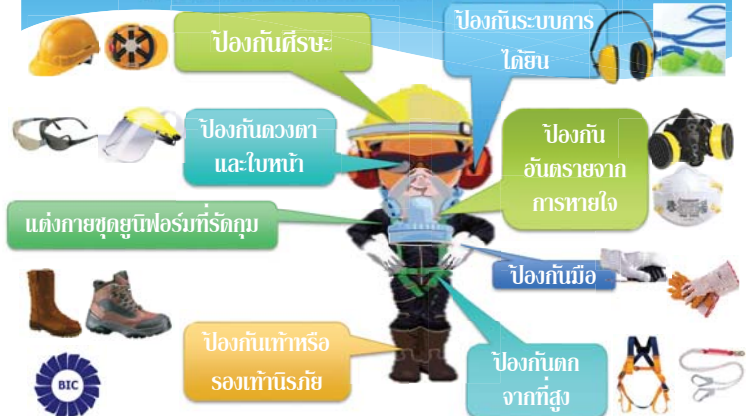 ป้องกันศีรษะ
ป้องกันระบบการ
ได้ยิน
ป้องกันดวงตา
และใบหน้า
ป้องกัน
อันตรายจาก
การหายใจ
แต่งกายชุดยูนิฟอร์มที่รัดกุม
ป้องกันมือ
ป้องกันเท้าหรือ
รองเท้านิรภัย
ป้องกันตก
จากที่สูง
BIC